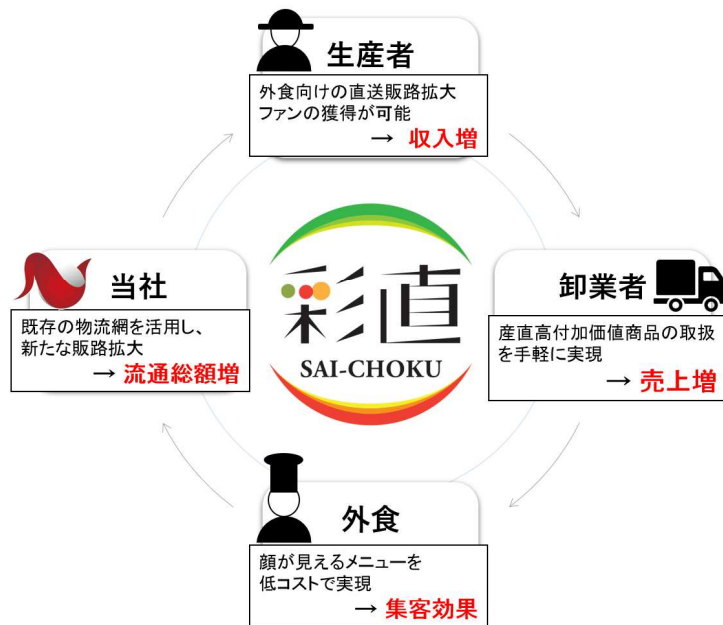 生産者
外食向けの直送販路拡大
ファンの獲得が可能
→ 収入増
当社
既存の物流網を活用し、
新たな販路拡大
→ 流通総額増
彩直
SAI-CHOKU
卸業者
産直高付加価値商品の取扱
を手軽に実現
→ 売上増
外食
顔が見えるメニューを
低コストで実現
→ 集客効果